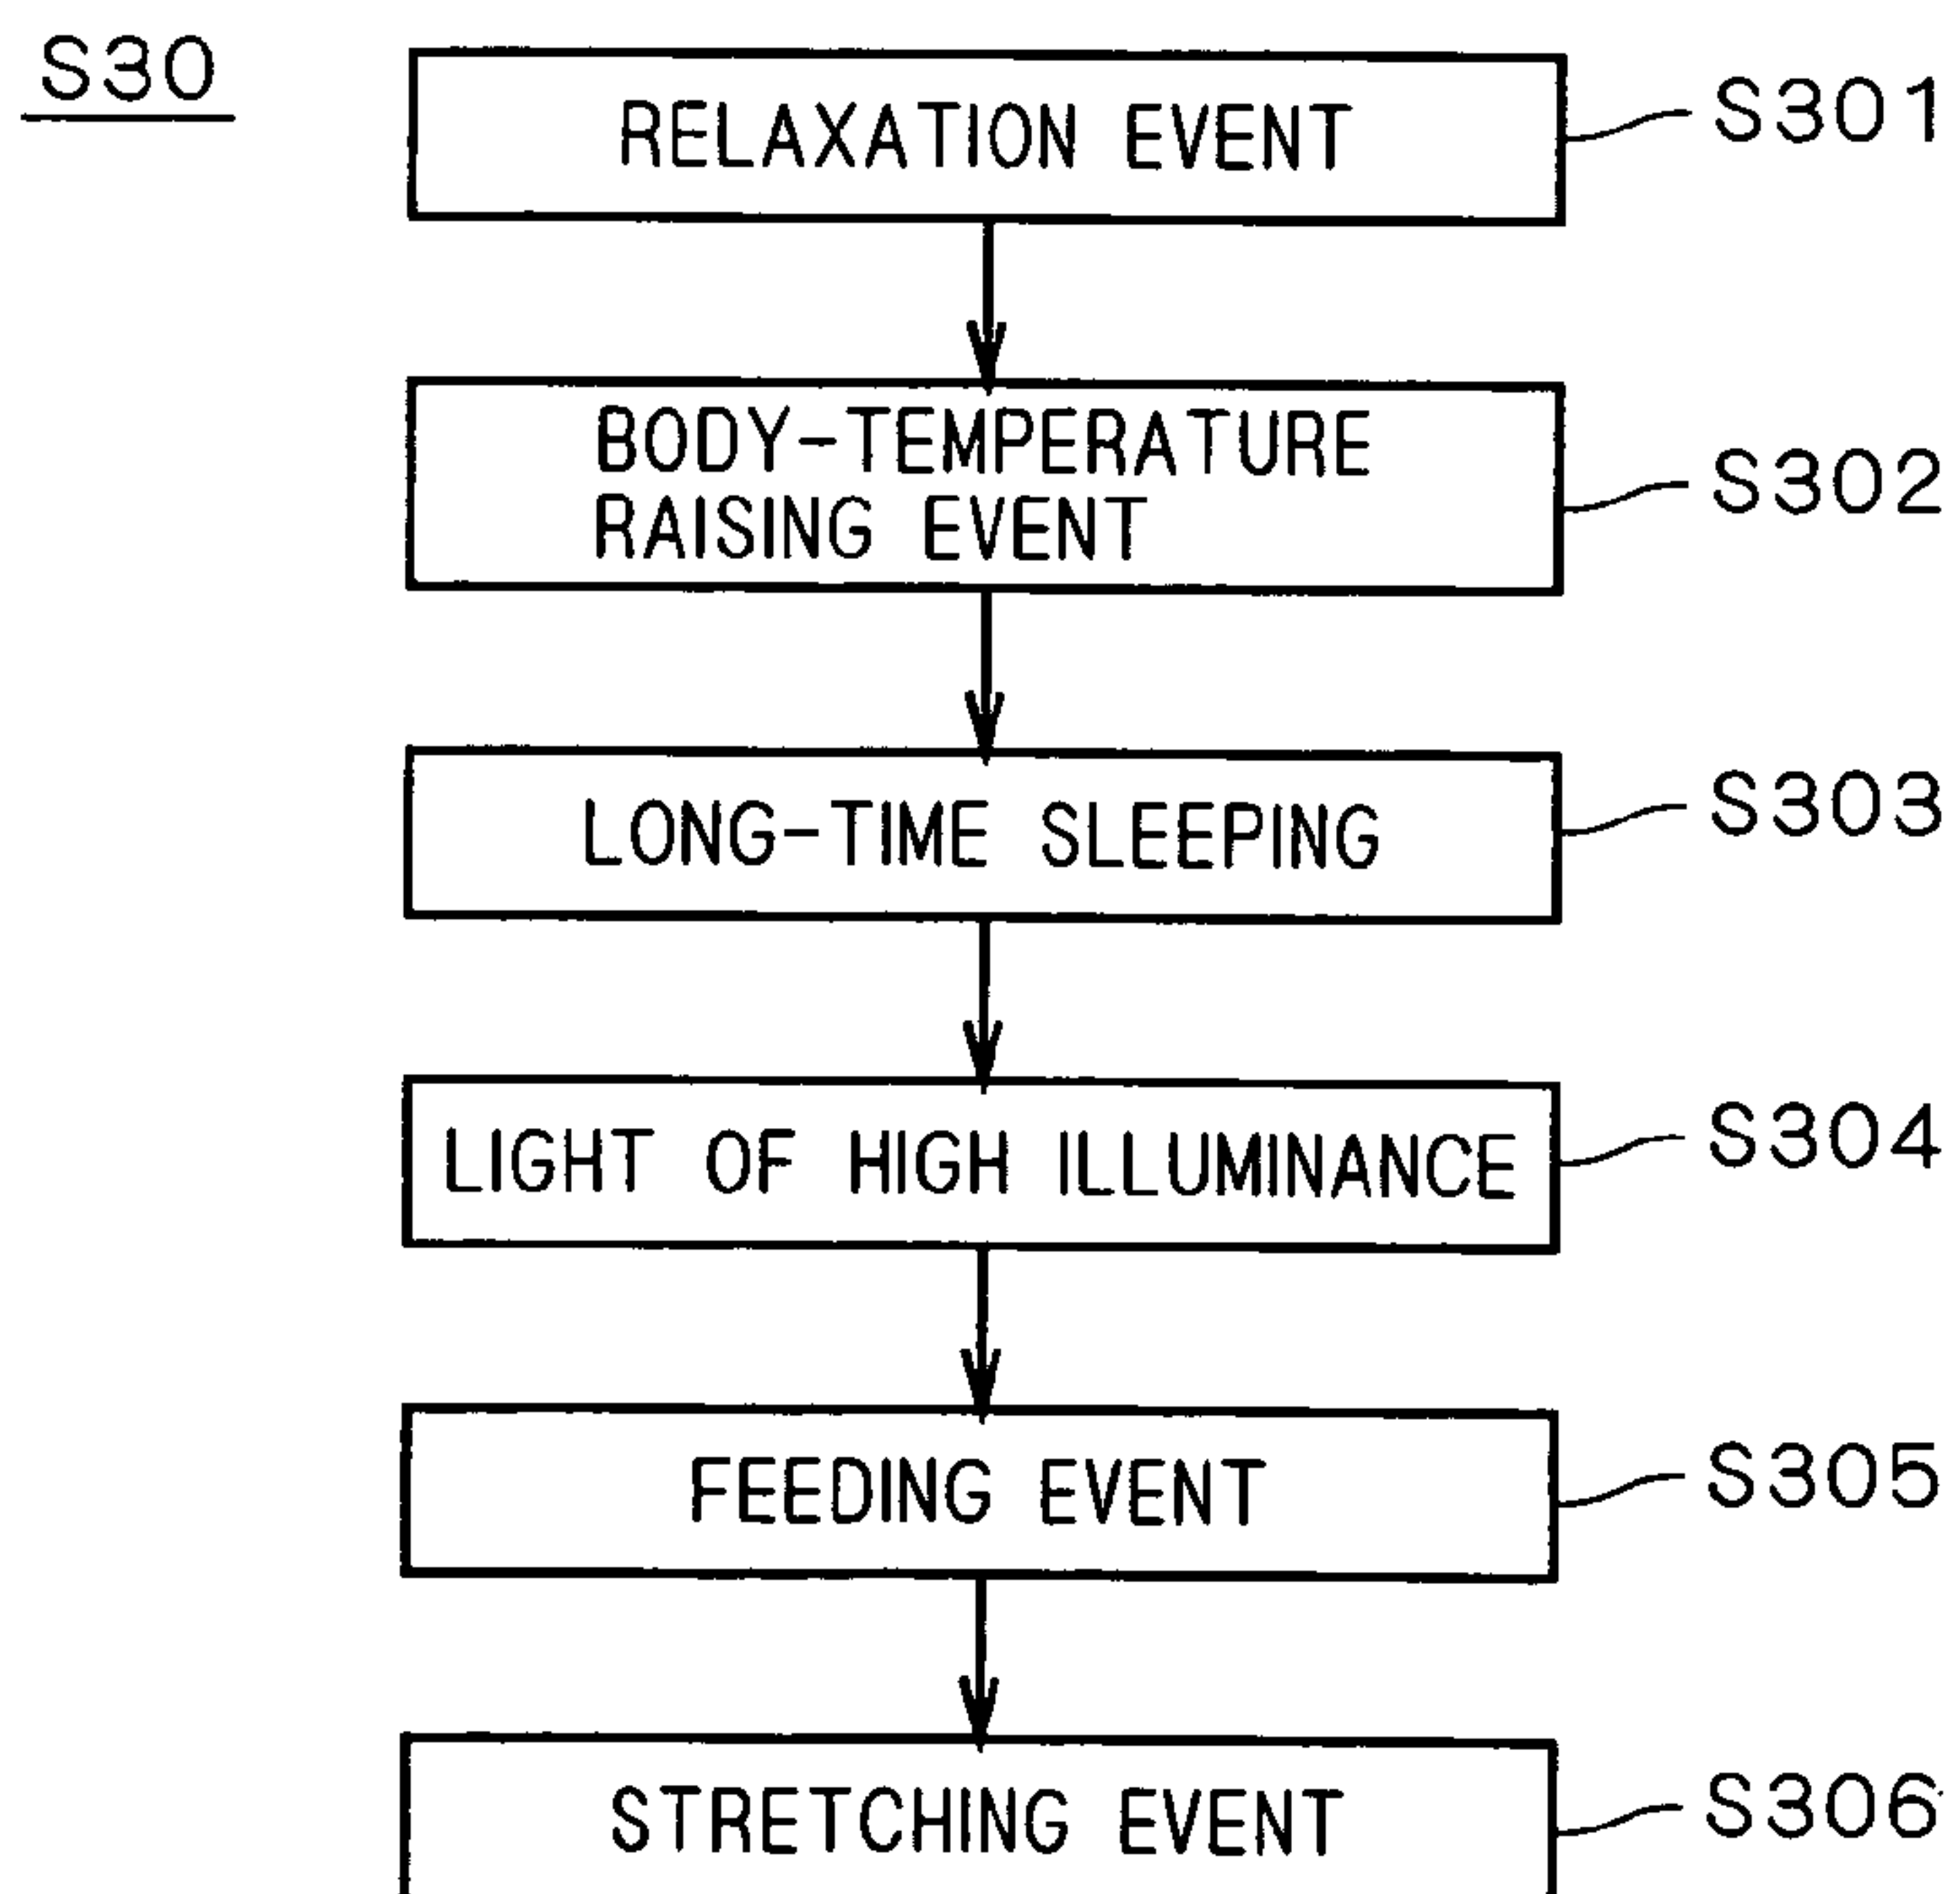 S30
RELAXATION EVENT
S301
BODY-TEMPERATURE
RAISING EVENT
S302
LONG-TIME SLEEPING
S303
LIGHT OF HIGH ILLUMINANCE
S304
FEEDING EVENT
S305
STRETCHING EVENT
S306